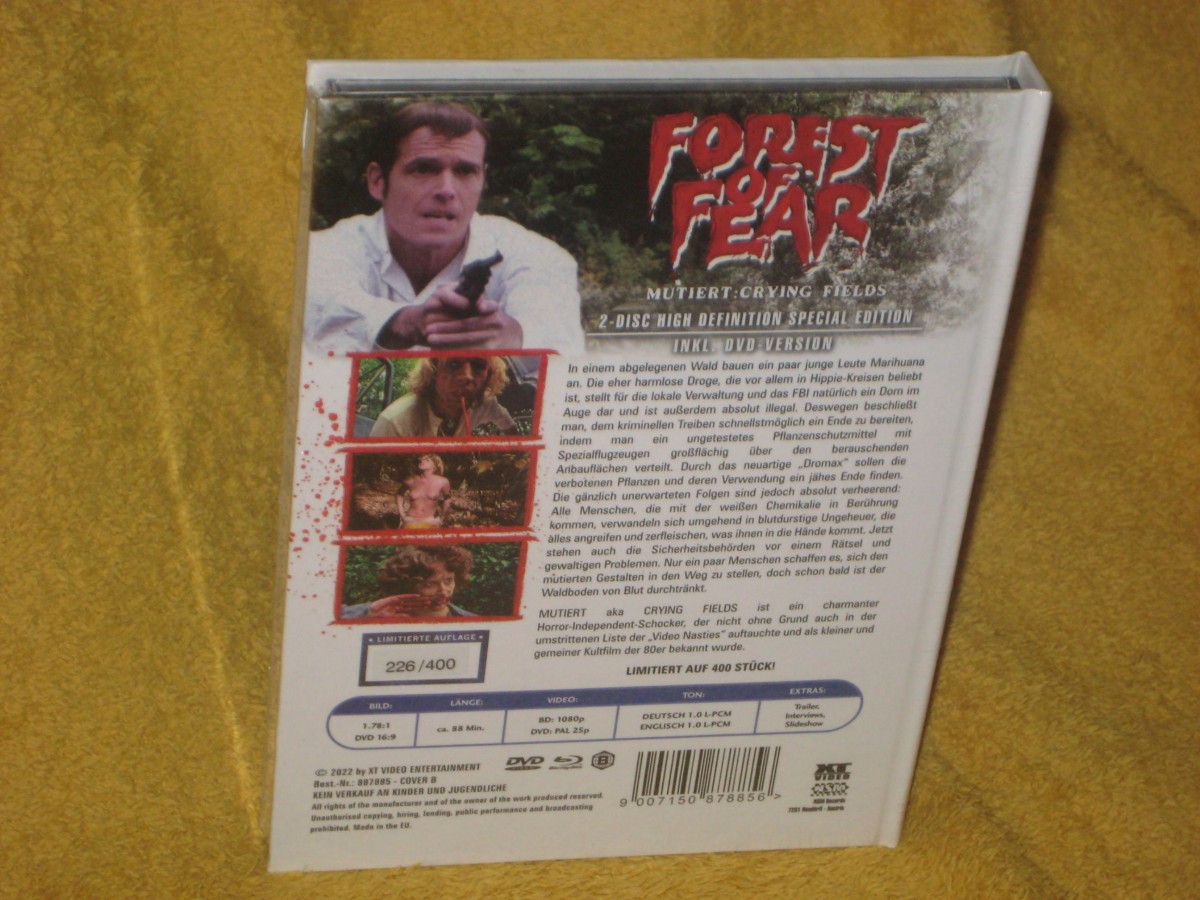 FOREST
OF
FEAR
MUTIERT:CRYING FIELDS
2-DISC HIGH DEFINITION SPECIAL EDITION
INKL. DVD-VERSION
In einem abgelegenen Wald bauen ein paar junge Leute Marihuana
an. Die eher harmlose Droge, die vor allem in Hippie-Kreisen beliebt
ist, stellt für die lokale Verwaltung und das FBI natürlich ein Dorn im
Auge dar und ist außerdem absolut illegal. Deswegen beschließt
man, dem kriminellen Treiben schnellstmöglich ein Ende zu bereiten,
indem man ein ungetestetes Pflanzenschutzmittel mit
Spezialflugzeugen großflächig über den berauschenden
Anbauflächen verteilt. Durch das neuartige „Dromax" sollen die
verbotenen Pflanzen und deren Verwendung ein jähes Ende finden.
Die gänzlich unerwarteten Folgen sind jedoch absolut verheerend:
Alle Menschen, die mit der weißen Chemikalie in Berührung
kommen, verwandeln sich umgehend in blutdurstige Ungeheuer, die
alles angreifen und zerfleischen, was ihnen in die Hände kommt. Jetzt
stehen auch die Sicherheitsbehörden vor einem Rätsel und
gewaltigen Problemen. Nur ein paar Menschen schaffen es, sich den
mutierten Gestalten in den Weg zu stellen, doch schon bald ist der
Waldboden von Blut durchtränkt.
MUTIERT aka CRYING FIELDS ist ein charmanter
Horror-Independent-Schocker, der nicht ohne Grund auch in der
umstrittenen Liste der „Video Nasties" auftauchte und als kleiner und
gemeiner Kultfilm der 80er bekannt wurde.
LIMITIERT AUF 400 STÜCK!
LIMITIERTE AUFLAGE
226/400
BILD: LÄNGE: VIDEO: TON: EXTRAS:
1.78:1
DVD 16:9
ca. 88 Min.
BD: 1080p
DVD: PAL 25p
DEUTSCH 1.0 L-PCM
ENGLISCH 1.0 L-PCM
Trailer,
Interviews,
Slideshow
© 2022 by XT VIDEO ENTERTAINMENT
Best.-Nr.: 887885 - COVER B
KEIN VERKAUF AN KINDER UND JUGENDLICHE
All rights of the manufacturer and of the owner of the work produced reserved.
Unauthorised copying, hiring, lending, public performance and broadcasting
prohibited. Made in the EU.
DVD
B
9 007150 878856 >
XT
VIDEO